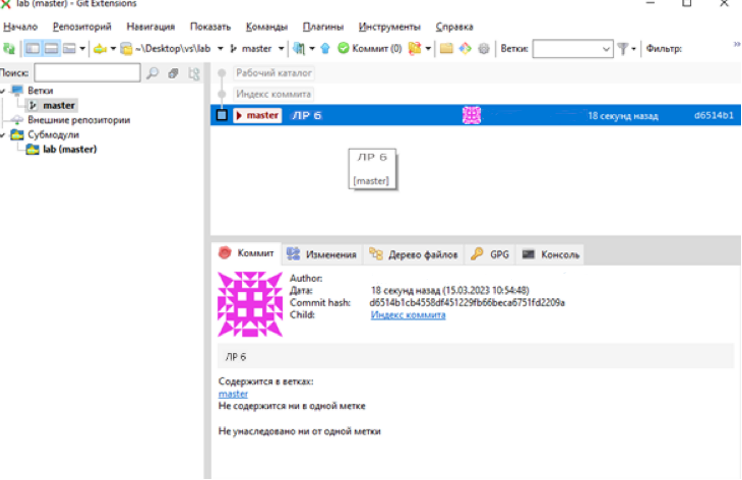 lab (master) - Git Extensions
Начало Репозиторий Навигация Показать Команды Плагины Инструменты Справка
~\Desktop\vs\lab master Коммит (0) Ветки: Фильтр: »
Поиск:
Ветки
master
Внешние репозитории
Субмодули
lab (master)
Рабочий каталог
Индекс коммита
master ЛР 6 18 секунд назад d6514b1
ЛР 6
[master]
Коммит Изменения Дерево файлов GPG Консоль
Author:
Дата: 18 секунд назад (15.03.2023 10:54:48)
Commit hash: d6514b1cb4558df451229fb66beca6751fd2209a
Child: Индекс коммита
ЛР 6
Содержится в ветках:
master
Не содержится ни в одной метке
Не унаследовано ни от одной метки